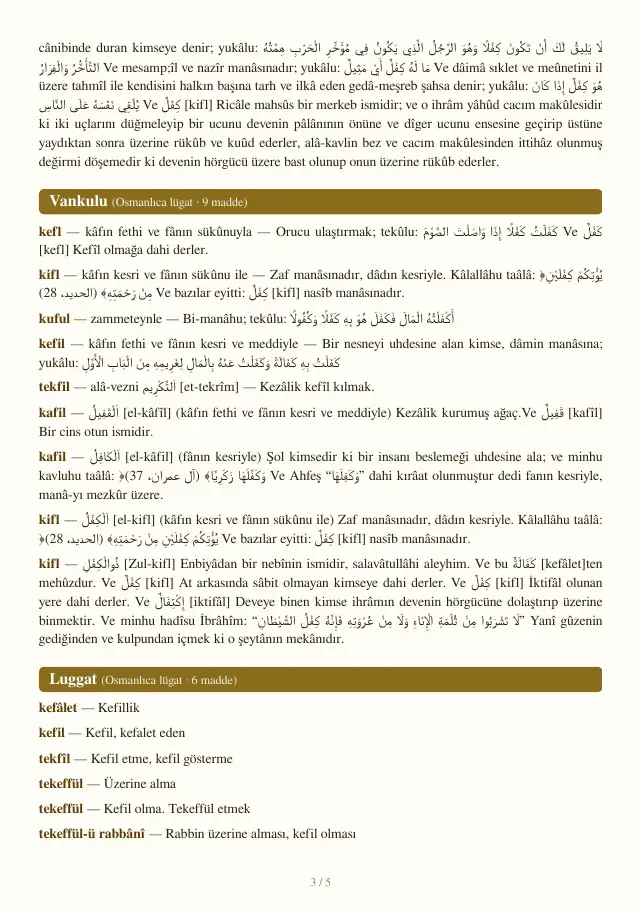 cânibinde duran kimseye denir; yukâlu: لَا يَلِيقُ لَكَ أَنْ تَكُونَ كِفْلًا وَهُوَ الرَّجُلُ الَّذِي يَكُونُ فِي مُؤَخَّرِ الْحَرْبِ هِمَّتُهُ
التَّأَخُّرُ وَالْفِرَارُ Ve mesamp;îl ve nazîr manâsınadır; yukâlu: مَا لَهُ كِفْلٌ أَيْ مَثِيلٌ Ve dâimâ sıklet ve meûnetini il
üzere tahmîl ile kendisini halkın başına tarh ve ilkâ eden gedâ-meşreb şahsa denir; yukâlu: هُوَ كِفْلٌ إِذَا كَانَ
يُلْقِي نَفْسَهُ عَلَى النَّاسِ Ve كِفْلٌ [kifl] Ricâle mahsûs bir merkeb ismidir; ve o ihrâm yâhûd cacım makûlesidir
ki iki uçlarını düğmeleyip bir ucunu devenin pâlânının önüne ve dîger ucunu ensesine geçirip üstüne
yaydıktan sonra üzerine rükûb ve kuûd ederler, alâ-kavlin bez ve cacım makûlesinden ittihâz olunmuş
değirmi döşemedir ki devenin hörgücü üzere bast olunup onun üzerine rükûb ederler.
Vankulu (Osmanlıca lügat · 9 madde)
kefl — kâfın fethi ve fânın sükûnuyla — Orucu ulaştırmak; tekûlu: كَفَلْتُ كَفْلًا إِذَا وَاصَلْتَ الصَّوْمَ Ve كَفْلٌ
[kefl] Kefîl olmağa dahi derler.
kifl — kâfın kesri ve fânın sükûnu ile — Zaf manâsınadır, dâdın kesriyle. Kâlallâhu taâlâ: ﴿يُؤْتِكُمْ كِفْلَيْنِ
مِنْ رَحْمَتِهِ﴾ (الحديد، 28) Ve bazılar eyitti: كِفْلٌ [kifl] nasîb manâsınadır.
kuful — zammeteynle — Bi-manâhu; tekûlu: أَكْفَلْتُهُ الْمَالَ فَكَفَلَ هُوَ بِهِ كَفْلًا وَكُفُولًا
kefil — kâfın fethi ve fânın kesri ve meddiyle — Bir nesneyi uhdesine alan kimse, dâmin manâsına;
yukâlu: كَفَلْتُ بِهِ كَفَالَةً وَكَفَلْتُ عَنْهُ بِالْمَالِ لِغَرِيمِهِ مِنَ الْبَابِ الْأَوَّلِ
tekfil — alâ-vezni اَلتَّكْرِيم [et-tekrîm] — Kezâlik kefîl kılmak.
kafil — اَلْقَفِيلُ [el-kâfîl] (kâfın fethi ve fânın kesri ve meddiyle) Kezâlik kurumuş ağaç.Ve قَفِيلٌ [kafîl]
Bir cins otun ismidir.
kafil — اَلْكَافِلُ [el-kâfil] (fânın kesriyle) Şol kimsedir ki bir insanı beslemeği uhdesine ala; ve minhu
kavluhu taâlâ: ﴿وَكَفَّلَهَا زَكَرِيَّا﴾ (آل عمران، 37) Ve Ahfeş “وَكَفِلَهَا” dahi kırâat olunmuştur dedi fanın kesriyle,
manâ-yı mezkûr üzere.
kifl — اَلْكِفْلُ [el-kifl] (kâfın kesri ve fânın sükûnu ile) Zaf manâsınadır, dâdın kesriyle. Kâlallâhu taâlâ:
﴿يُؤْتِكُمْ كِفْلَيْنِ مِنْ رَحْمَتِهِ﴾ (الحديد، 28) Ve bazılar eyitti: كِفْلٌ [kifl] nasîb manâsınadır.
kifl — ذُوالْكِفْلِ [Zul-kifl] Enbiyâdan bir nebînin ismidir, salavâtullâhi aleyhim. Ve bu كَفَالَةٌ [kefâlet]ten
mehûzdur. Ve كِفْلٌ [kifl] At arkasında sâbit olmayan kimseye dahi derler. Ve كِفْلٌ [kifl] İktifâl olunan
yere dahi derler. Ve إِكْتِفَالٌ [iktifâl] Deveye binen kimse ihrâmın devenin hörgücüne dolaştırıp üzerine
binmektir. Ve minhu hadîsu İbrâhîm: “لَا تَشْرَبُوا مِنْ ثُلْمَةِ الْإِنَاءِ وَلَا مِنْ عُرْوَتِهِ فَإِنَّهُ كِفْلُ الشَّيْطَانِ” Yanî gûzenin
gediğinden ve kulpundan içmek ki o şeytânın mekânıdır.
Luggat (Osmanlıca lügat · 6 madde)
kefâlet — Kefillik
kefil — Kefil, kefalet eden
tekfîl — Kefil etme, kefil gösterme
tekeffül — Üzerine alma
tekeffül — Kefil olma. Tekeffül etmek
tekeffül-ü rabbânî — Rabbin üzerine alması, kefil olması
3 / 5